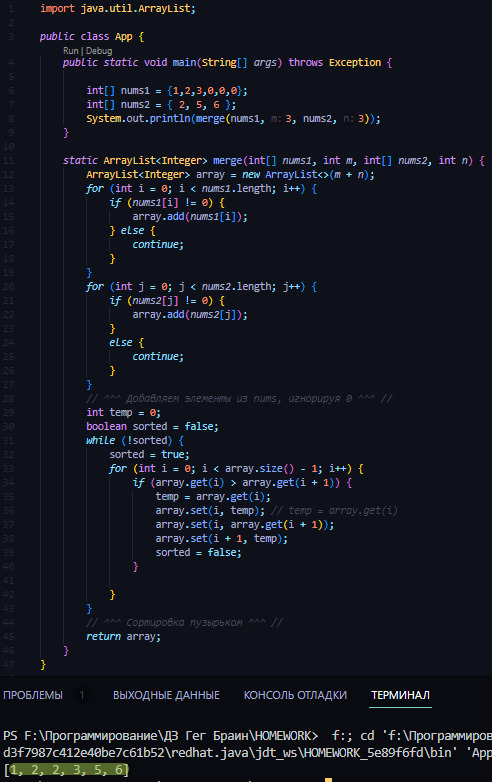 1 import java.util.ArrayList;
2
3 public class App {
Run | Debug
4 public static void main(String[] args) throws Exception {
5
6 int[] nums1 = {1,2,3,0,0,0};
7 int[] nums2 = { 2, 5, 6 };
8 System.out.println(merge(nums1, m:3, nums2, n:3));
9 }
10
11 static ArrayList<Integer> merge(int[] nums1, int m, int[] nums2, int n) {
12 ArrayList<Integer> array = new ArrayList<>(m + n);
13 for (int i = 0; i < nums1.length; i++) {
14 if (nums1[i] != 0) {
15 array.add(nums1[i]);
16 } else {
17 continue;
18 }
19 }
20 for (int j = 0; j < nums2.length; j++) {
21 if (nums2[j] != 0) {
22 array.add(nums2[j]);
23 }
24 else {
25 continue;
26 }
27 }
28 // ^^^ Добавляем элементы из nums, игнорируя 0 ^^^ //
29 int temp = 0;
30 boolean sorted = false;
31 while (!sorted) {
32 sorted = true;
33 for (int i = 0; i < array.size() - 1; i++) {
34 if (array.get(i) > array.get(i + 1)) {
35 temp = array.get(i);
36 array.set(i, temp); // temp = array.get(i)
37 array.set(i, array.get(i + 1));
38 array.set(i + 1, temp);
39 sorted = false;
40 }
41
42 }
43 }
44 // ^^^ Сортировка пузырьком ^^^ //
45 return array;
46 }
47 }
ПРОБЛЕМЫ 1 ВЫХОДНЫЕ ДАННЫЕ КОНСОЛЬ ОТЛАДКИ ТЕРМИНАЛ
PS F:\Программирование\ДЗ Гег Браин\HOMEWORK> f:; cd 'f:\Программиров
d3f7987c412e40be7c61b52\redhat.java\jdt_ws\HOMEWORK_5e89f6fd\bin' 'App
[1, 2, 2, 3, 5, 6]